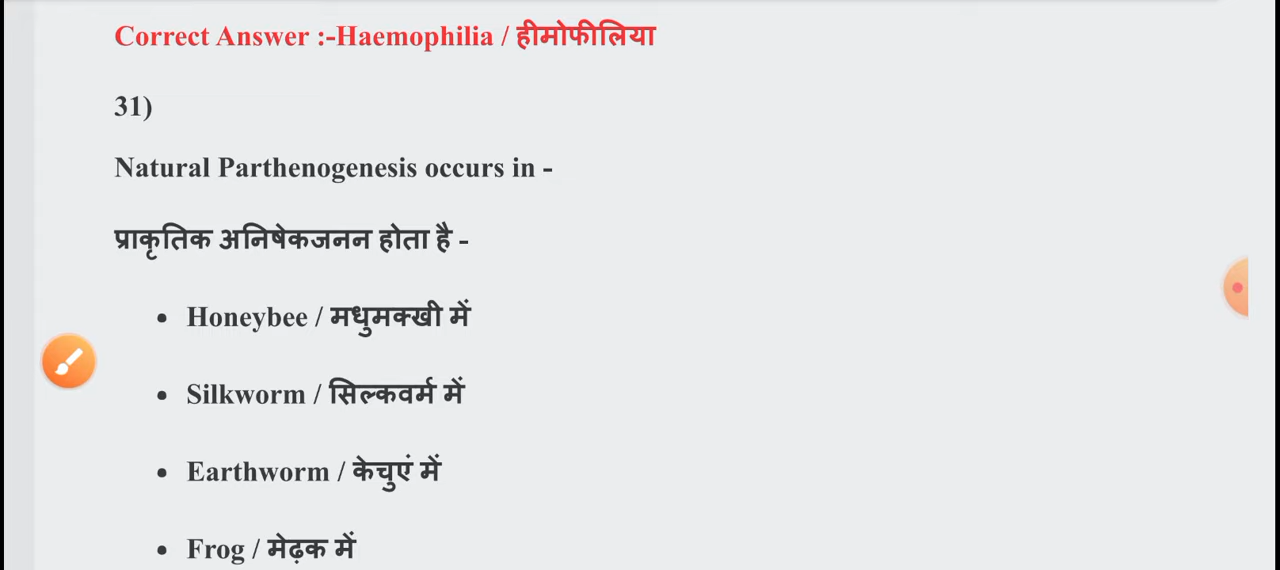 Correct Answer :-Haemophilia / हीमोफीलिया
31)
Natural Parthenogenesis occurs in -
प्राकृतिक अनिषेकजनन होता है -
• Honeybee / मधुमक्खी में
• Silkworm / सिल्कवर्म में
• Earthworm / केचुएं में
• Frog / मेढ़क में